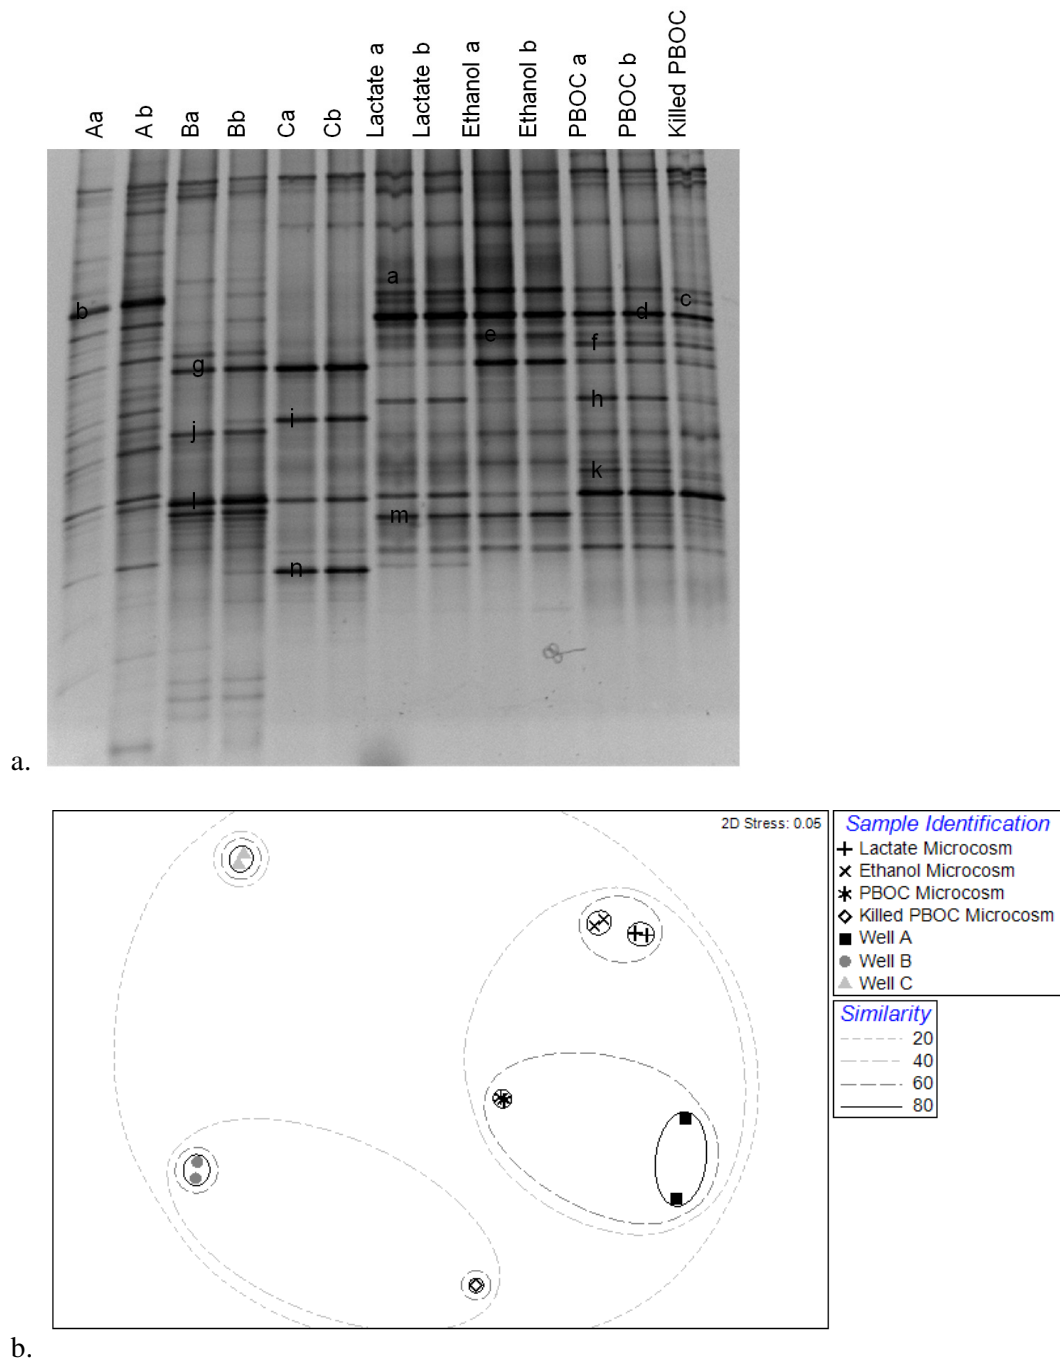 Aa
A b
Ba
Bb
Ca
Cb
Lactate a
Lactate b
Ethanol a
Ethanol b
PBOC a
PBOC b
Killed PBOC
a
b
c
d
e
f
g
h
i
j
k
l
m
n
a.
2D Stress: 0.05
Sample Identification
Lactate Microcosm
Ethanol Microcosm
PBOC Microcosm
Killed PBOC Microcosm
Well A
Well B
Well C
Similarity
20
40
60
80
b.